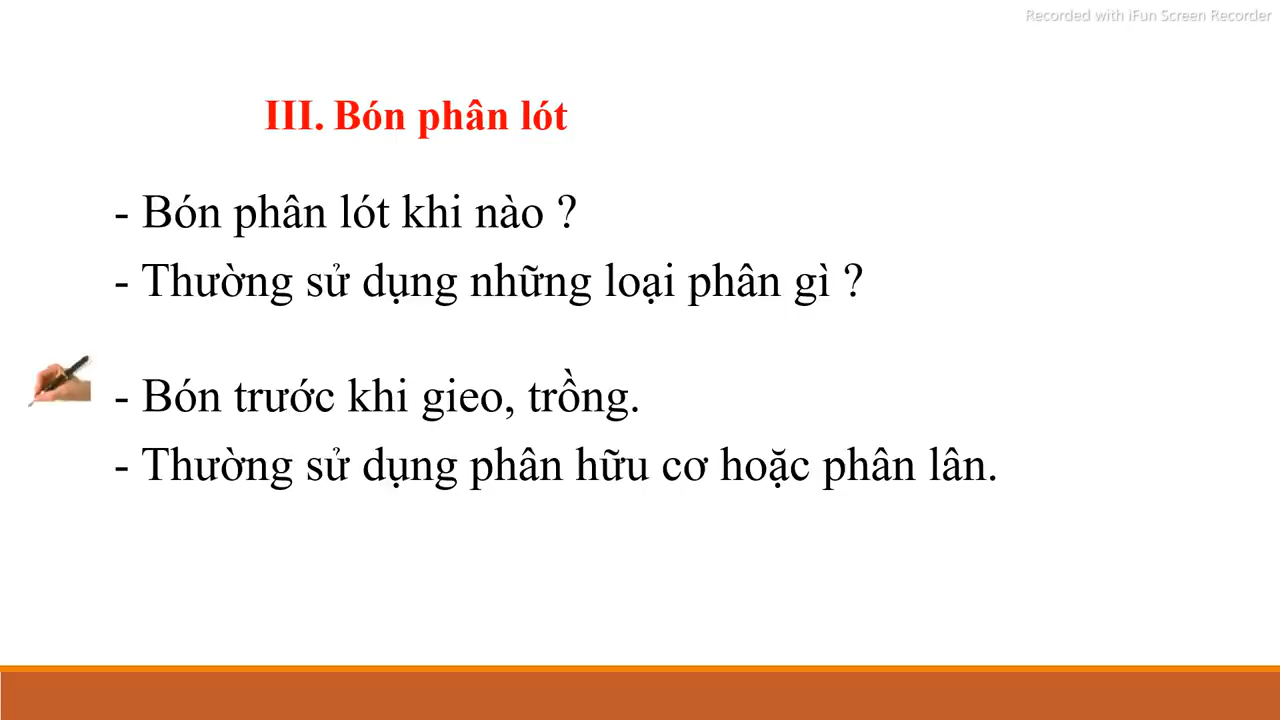 Recorded with iFun Screen Recorder
III. Bón phân lót
- Bón phân lót khi nào ?
- Thường sử dụng những loại phân gì ?
- Bón trước khi gieo, trồng.
- Thường sử dụng phân hữu cơ hoặc phân lân.